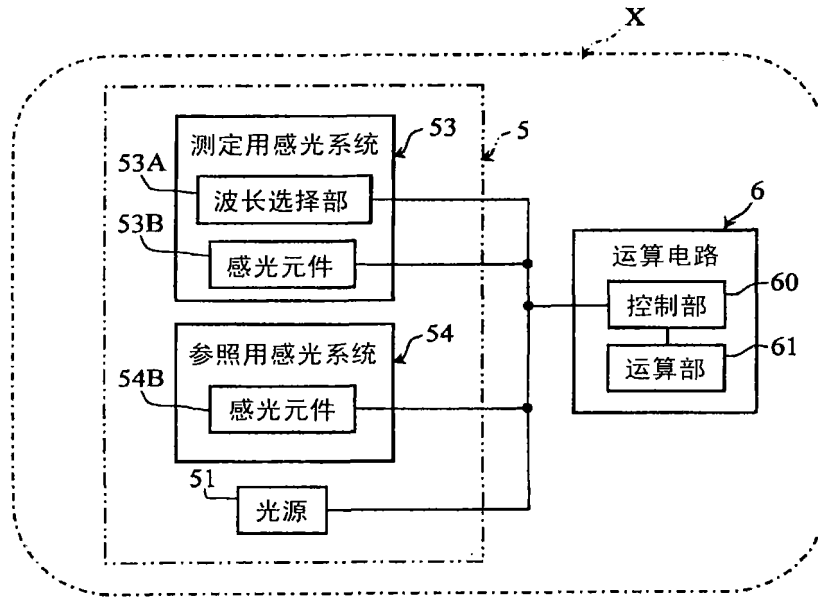 X
测定用感光系统
53
5
53A
波长选择部
53B
感光元件
6
运算电路
控制部
60
运算部
61
参照用感光系统
54
54B
感光元件
51
光源